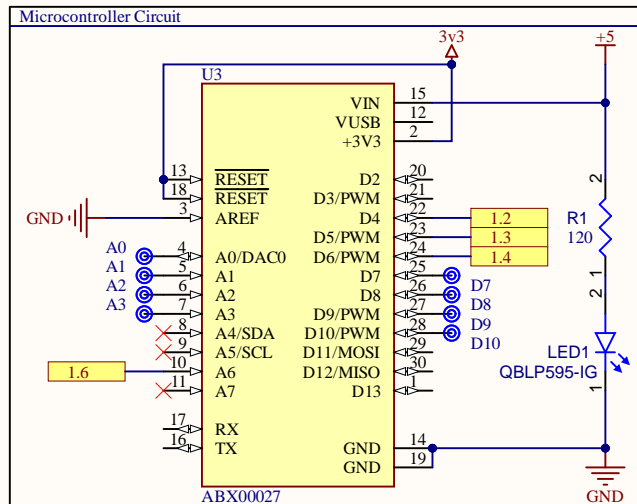 Microcontroller Circuit
3v3
+5
U3
VIN 15
VUSB 12
+3V3 2
13 RESET
18 RESET
GND 3 AREF
D2 20
D3/PWM 21
D4 22 1.2
D5/PWM 23 1.3
D6/PWM 24 1.4
A0 4 A0/DAC0
A1 5 A1
A2 6 A2
A3 7 A3
8 A4/SDA
9 A5/SCL
1.6 10 A6
11 A7
D7 25 D7
D8 26 D8
D9/PWM 27 D9
D10/PWM 28 D10
D11/MOSI 29
D12/MISO 30
D13 1
17 RX
16 TX
GND 14
GND 19
ABX00027
2
R1
120
1
2
LED1
QBLP595-IG
1
GND